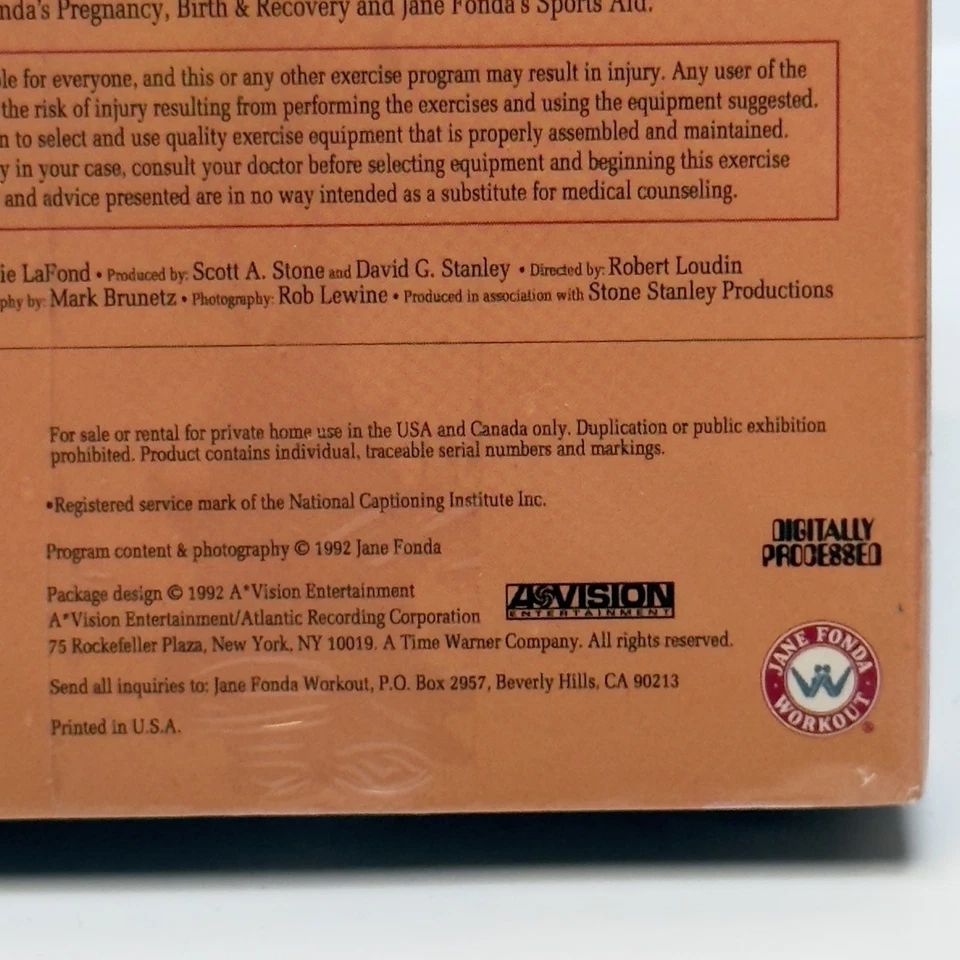 nda's Pregnancy, Birth & Recovery and Jane Fonda's Sports Aid.
le for everyone, and this or any other exercise program may result in injury. Any user of the
the risk of injury resulting from performing the exercises and using the equipment suggested.
n to select and use quality exercise equipment that is properly assembled and maintained.
y in your case, consult your doctor before selecting equipment and beginning this exercise
and advice presented are in no way intended as a substitute for medical counseling.
ie LaFond • Produced by: Scott A. Stone and David G. Stanley • Directed by: Robert Loudin
phy by: Mark Brunetz • Photography: Rob Lewine • Produced in association with Stone Stanley Productions
For sale or rental for private home use in the USA and Canada only. Duplication or public exhibition
prohibited. Product contains individual, traceable serial numbers and markings.
•Registered service mark of the National Captioning Institute Inc.
Program content & photography © 1992 Jane Fonda
DIGITALLY
PROCESSED
Package design © 1992 A*Vision Entertainment
A*Vision Entertainment/Atlantic Recording Corporation
75 Rockefeller Plaza, New York, NY 10019. A Time Warner Company. All rights reserved.
A*VISION
ENTERTAINMENT
Send all inquiries to: Jane Fonda Workout, P.O. Box 2957, Beverly Hills, CA 90213
Printed in U.S.A.
JANE FONDA
WORKOUT
®